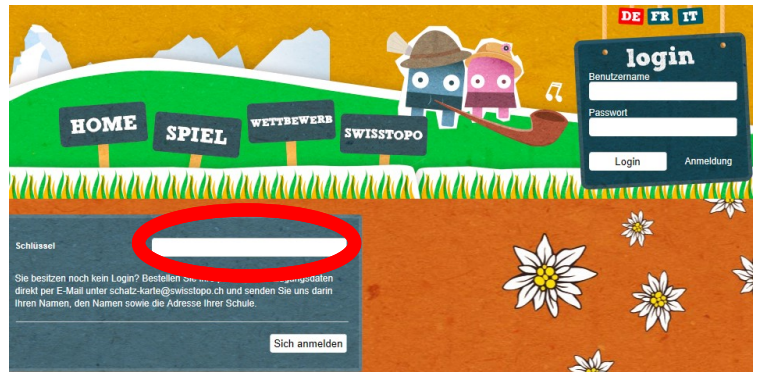 DE FR IT
login
Benutzername
Passwort
Login Anmeldung
HOME
SPIEL
WETTBEWERB
SWISSTOPO
Schlüssel
Sie besitzen noch kein Login? Bestellen Sie
direkt per E-Mail unter schatz-karte@swisstopo.ch und senden Sie uns darin
Ihren Namen, den Namen sowie die Adresse Ihrer Schule.
Sich anmelden